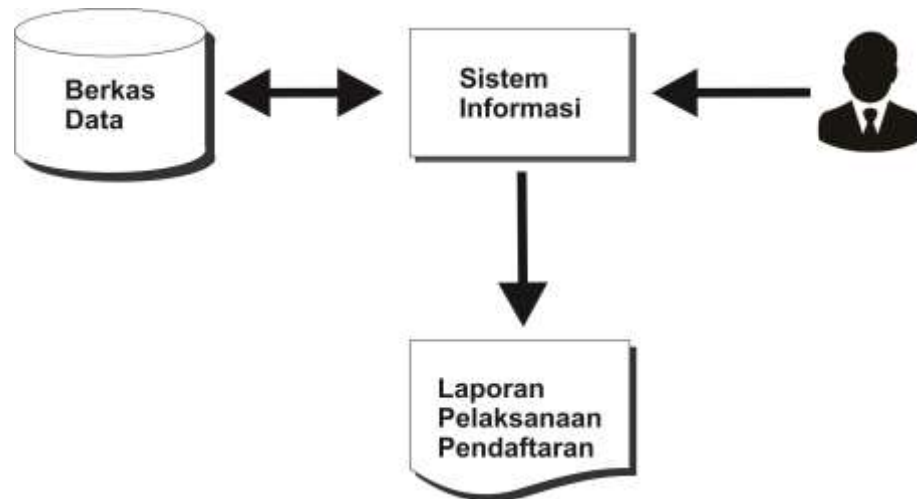 Berkas
Data
Sistem
Informasi
Laporan
Pelaksanaan
Pendaftaran